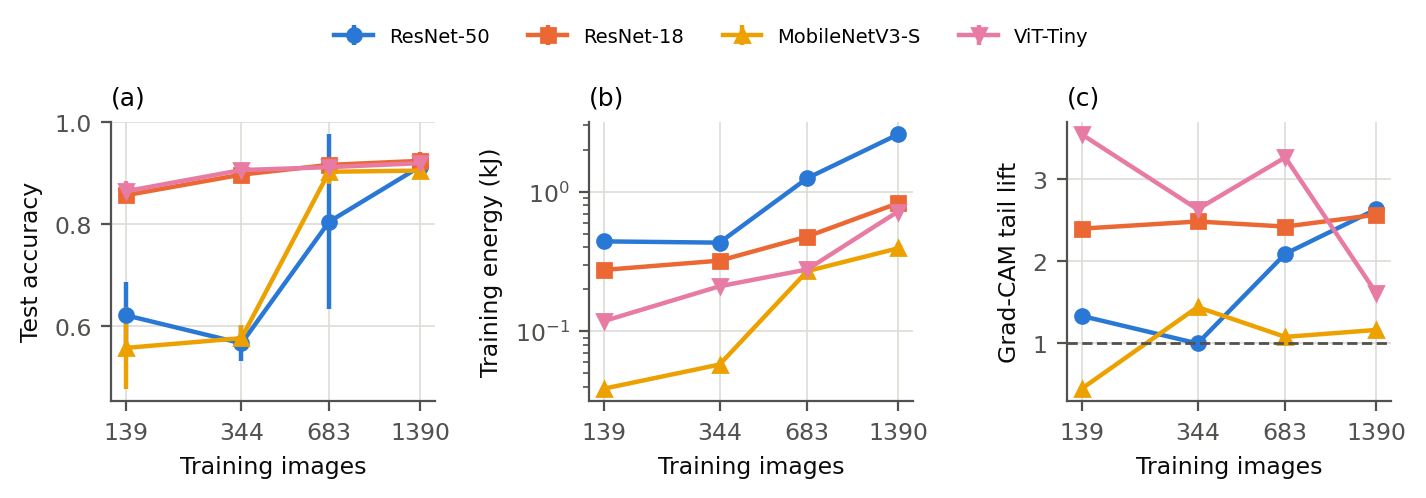 ResNet-50 ResNet-18 MobileNetV3-S ViT-Tiny
(a) (b) (c)
Test accuracy
1.0
0.8
0.6
139 344 683 1390
Training images
Training energy (kJ)
10⁰
10⁻¹
139 344 683 1390
Training images
Grad-CAM tail lift
3
2
1
139 344 683 1390
Training images